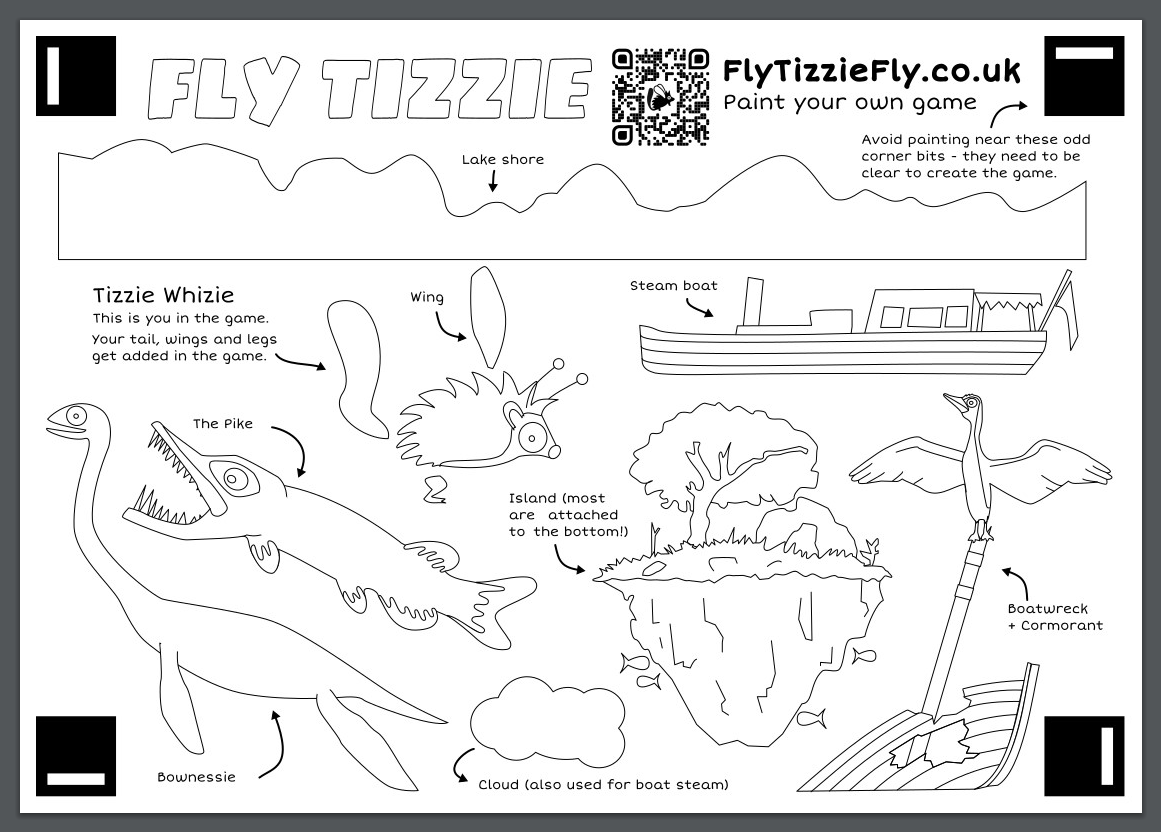 FLY TIZZIE
FlyTizzieFly.co.uk
Paint your own game
Avoid painting near these odd
corner bits - they need to be
clear to create the game.
Lake shore
Tizzie Whizie
This is you in the game.
Your tail, wings and legs
get added in the game.
Wing
Steam boat
The Pike
Island (most
are attached
to the bottom!)
Boatwreck
+ Cormorant
Bownessie
Cloud (also used for boat steam)